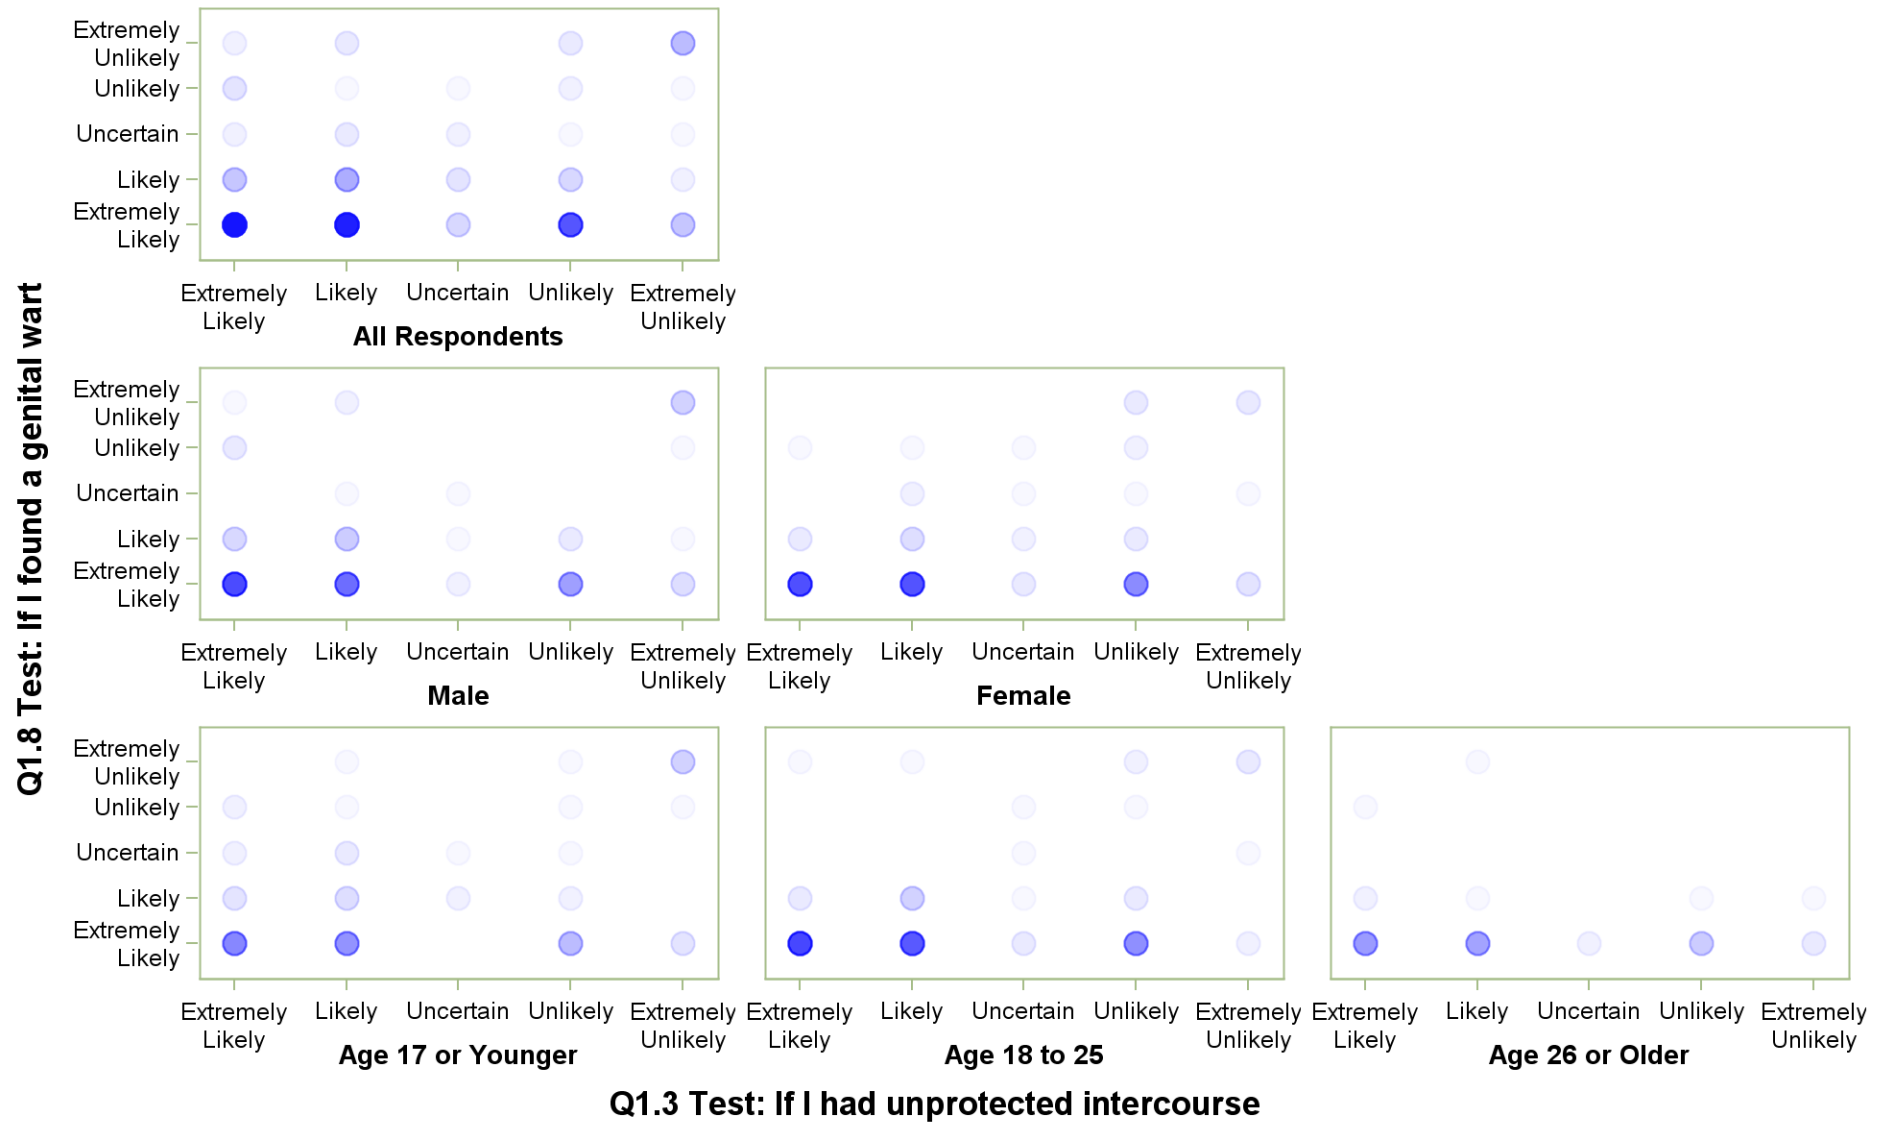 Q1.8 Test: If I found a genital wart
Extremely
Unlikely
Unlikely
Uncertain
Likely
Extremely
Likely
Extremely Likely Uncertain Unlikely Extremely
Likely Unlikely
All Respondents
Extremely
Unlikely
Unlikely
Uncertain
Likely
Extremely
Likely
Extremely Likely Uncertain Unlikely Extremely Extremely Likely Uncertain Unlikely Extremely
Likely Unlikely Likely Unlikely
Male Female
Extremely
Unlikely
Unlikely
Uncertain
Likely
Extremely
Likely
Extremely Likely Uncertain Unlikely Extremely Extremely Likely Uncertain Unlikely Extremely Extremely Likely Uncertain Unlikely Extremely
Likely Unlikely Likely Unlikely Likely Unlikely
Age 17 or Younger Age 18 to 25 Age 26 or Older
Q1.3 Test: If I had unprotected intercourse